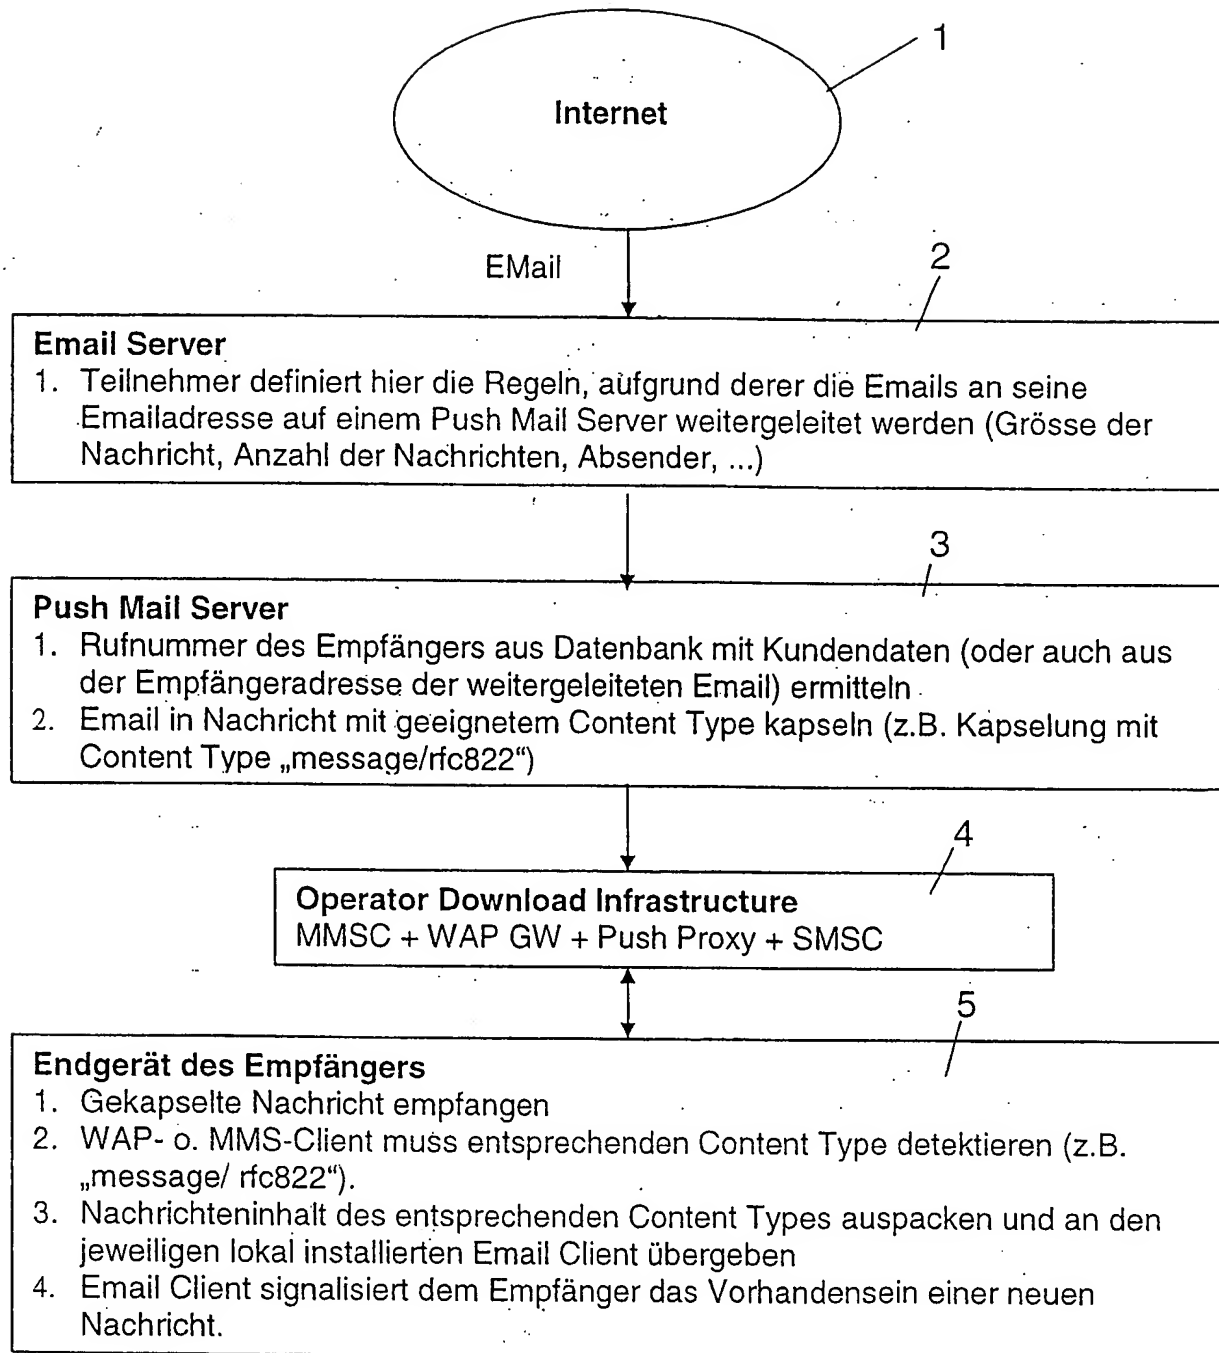 1
Internet
EMail
2
Email Server
1. Teilnehmer definiert hier die Regeln, aufgrund derer die Emails an seine
Emailadresse auf einem Push Mail Server weitergeleitet werden (Grösse der
Nachricht, Anzahl der Nachrichten, Absender, ...)
3
Push Mail Server
1. Rufnummer des Empfängers aus Datenbank mit Kundendaten (oder auch aus
der Empfängeradresse der weitergeleiteten Email) ermitteln
2. Email in Nachricht mit geeignetem Content Type kapseln (z.B. Kapselung mit
Content Type „message/rfc822“)
4
Operator Download Infrastructure
MMSC + WAP GW + Push Proxy + SMSC
5
Endgerät des Empfängers
1. Gekapselte Nachricht empfangen
2. WAP- o. MMS-Client muss entsprechenden Content Type detektieren (z.B.
„message/ rfc822“).
3. Nachrichteninhalt des entsprechenden Content Types auspacken und an den
jeweiligen lokal installierten Email Client übergeben
4. Email Client signalisiert dem Empfänger das Vorhandensein einer neuen
Nachricht.